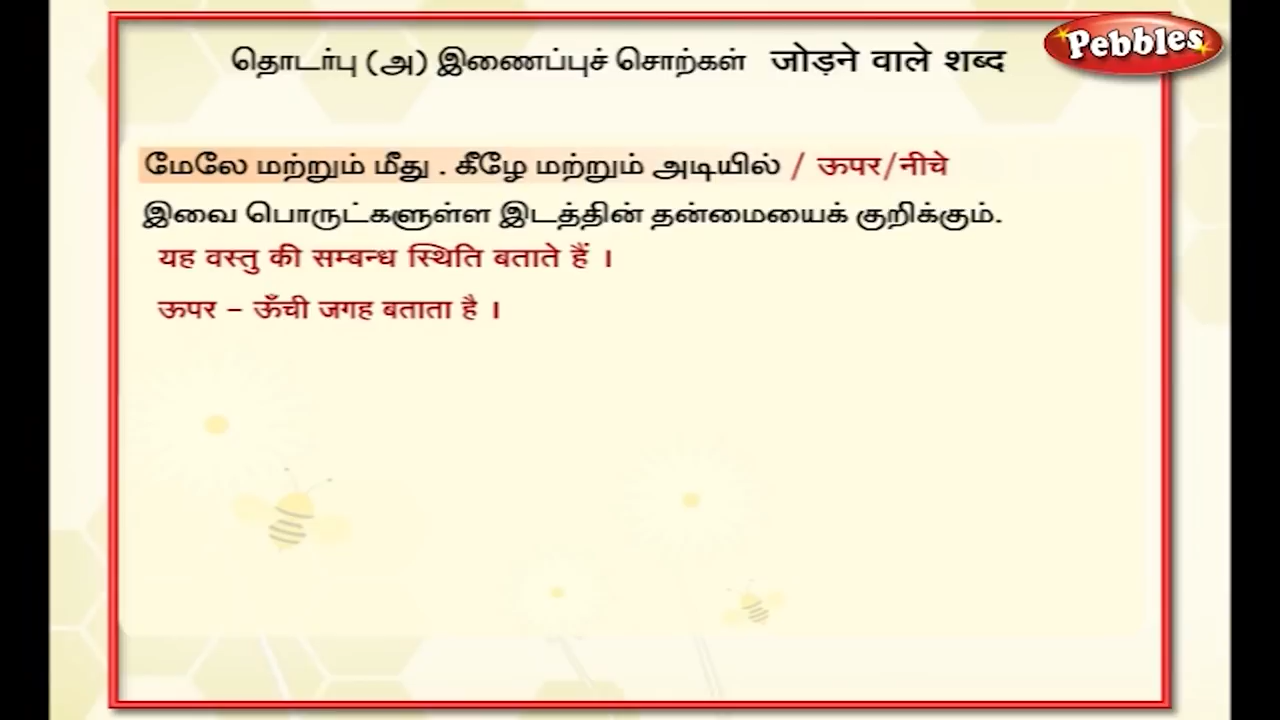 தொடர்பு (அ) இணைப்புச் சொற்கள் जोड़ने वाले शब्द
Pebbles
மேலே மற்றும் மீது . கீழே மற்றும் அடியில் / ऊपर/नीचे
இவை பொருட்களுள்ள இடத்தின் தன்மையைக் குறிக்கும்.
यह वस्तु की सम्बन्ध स्थिति बताते हैं ।
ऊपर – ऊँची जगह बताता है ।